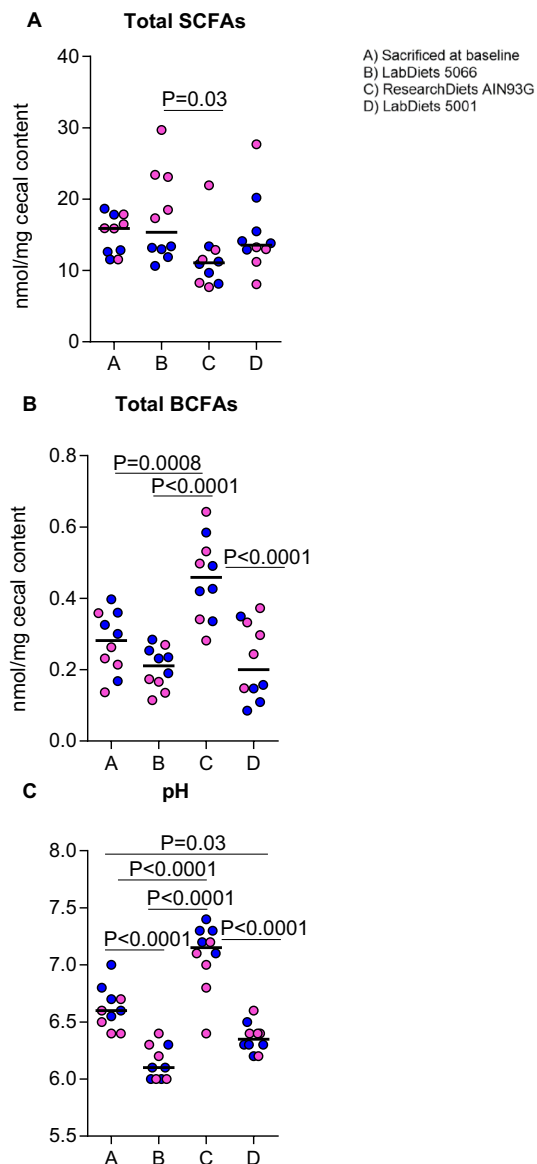 A Total SCFAs
A) Sacrificed at baseline
B) LabDiets 5066
C) ResearchDiets AIN93G
D) LabDiets 5001
nmol/mg cecal content
40
30
20
10
0
P=0.03
A B C D
B Total BCFAs
nmol/mg cecal content
0.8
0.6
0.4
0.2
0.0
P=0.0008
P<0.0001
P<0.0001
A B C D
C pH
8.0
7.5
7.0
6.5
6.0
5.5
P=0.03
P<0.0001
P<0.0001
P<0.0001 P<0.0001
A B C D